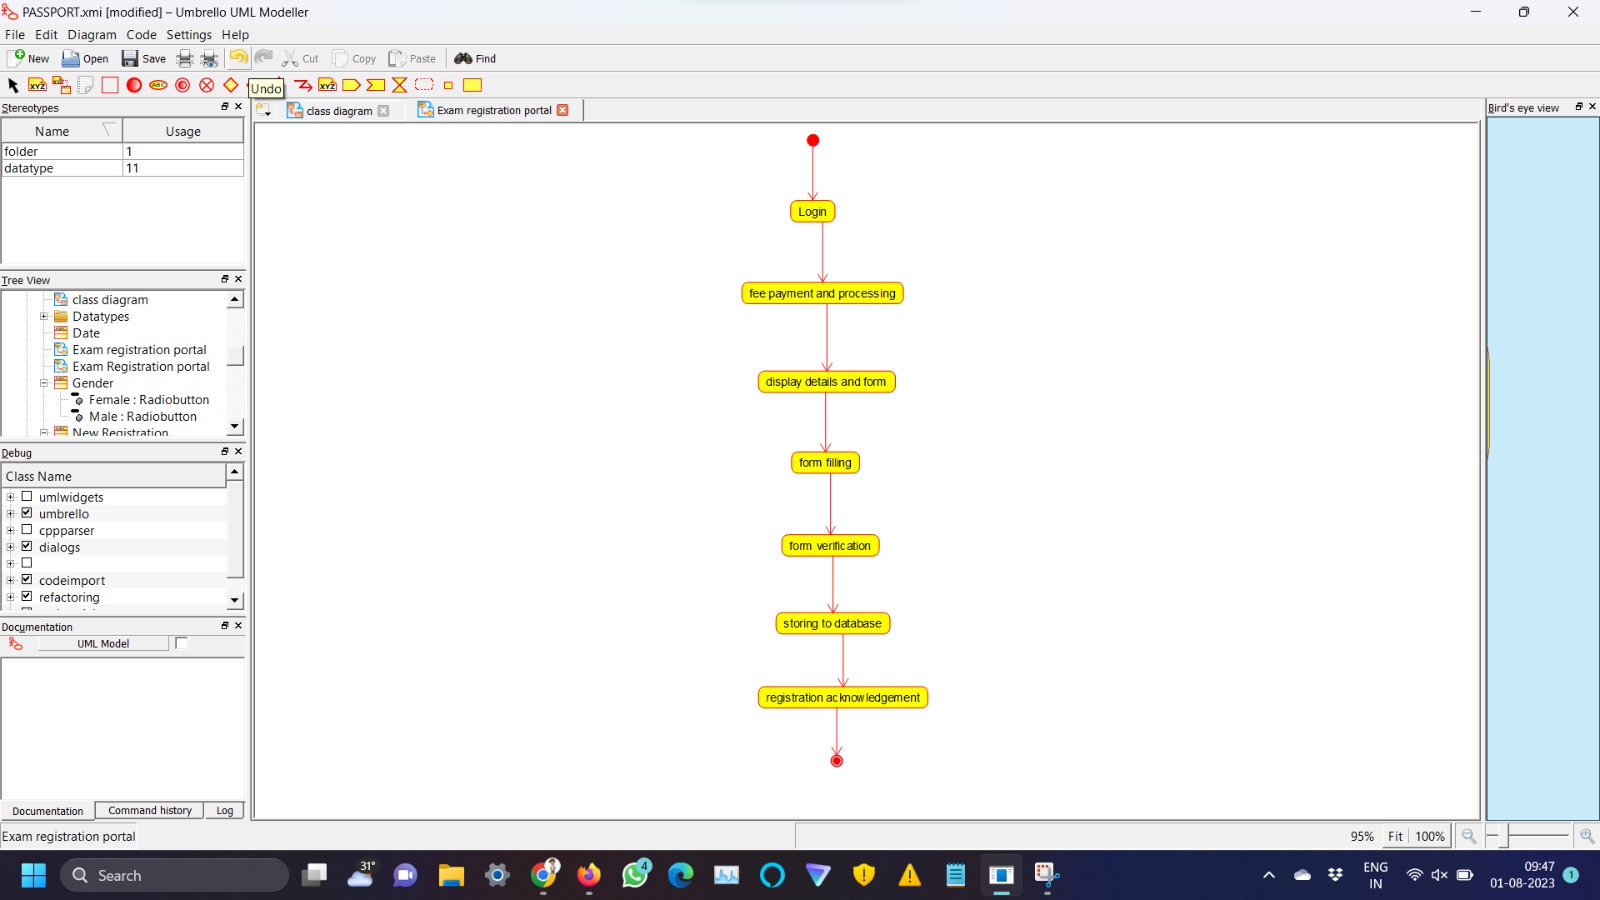 PASSPORT.xmi [modified] – Umbrello UML Modeller
File Edit Diagram Code Settings Help
New Open Save Cut Copy Paste Find
Undo
Stereotypes
Name Usage
folder 1
datatype 11
Tree View
class diagram
Datatypes
Date
Exam registration portal
Exam Registration portal
Gender
Female : Radiobutton
Male : Radiobutton
New Registration
Debug
Class Name
umlwidgets
umbrello
cppparser
dialogs
codeimport
refactoring
Documentation
UML Model
Documentation Command history Log
class diagram Exam registration portal
Login
fee payment and processing
display details and form
form filling
form verification
storing to database
registration acknowledgement
Bird's eye view
Exam registration portal
95% Fit 100%
Search
31°
4
ENG
IN
09:47
01-08-2023
1